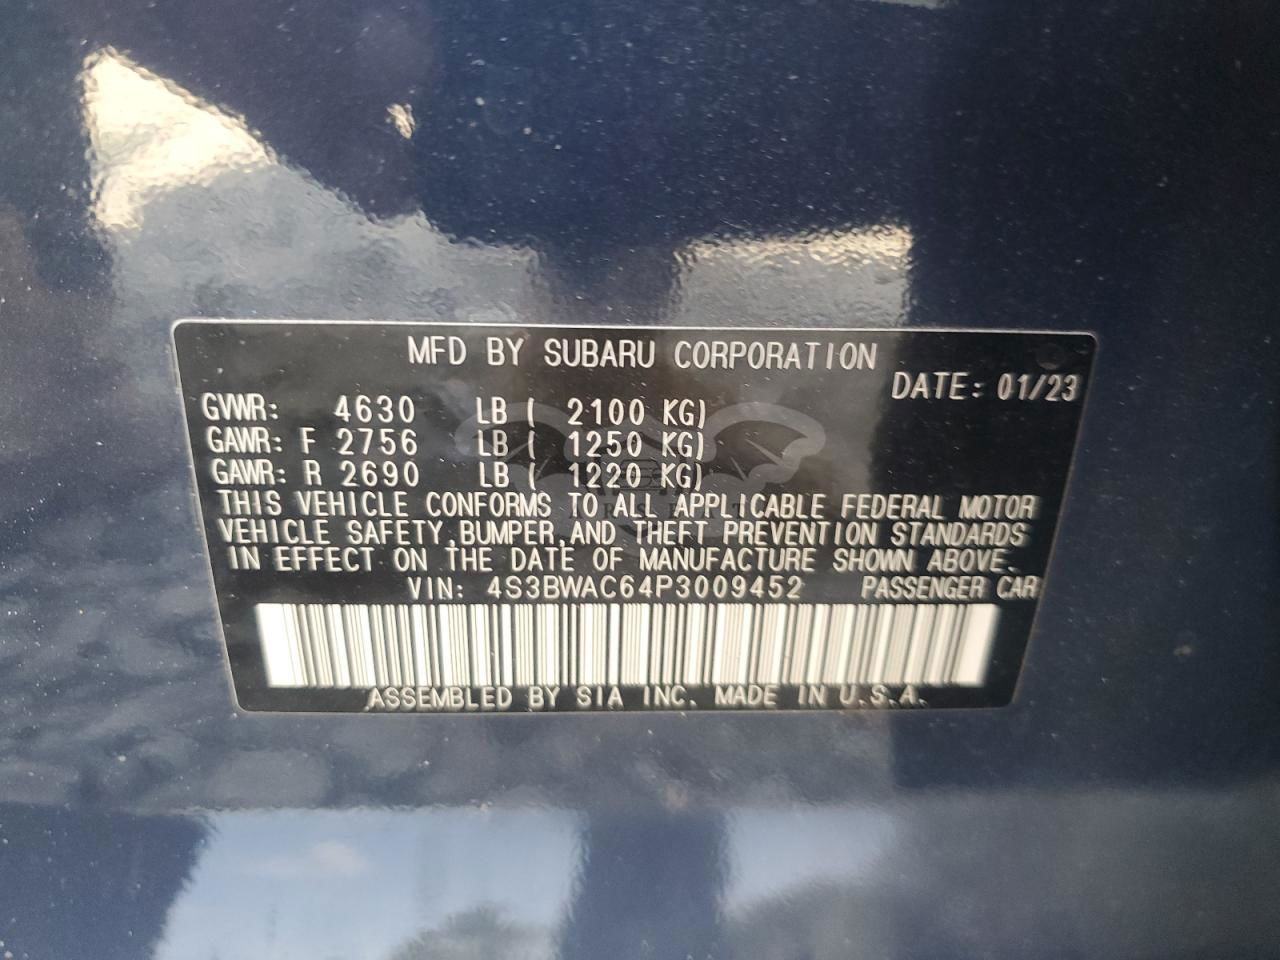 MFD BY SUBARU CORPORATION
DATE: 01/23
GVWR: 4630 LB ( 2100 KG)
GAWR: F 2756 LB ( 1250 KG)
GAWR: R 2690 LB ( 1220 KG)
THIS VEHICLE CONFORMS TO ALL APPLICABLE FEDERAL MOTOR
VEHICLE SAFETY,BUMPER,AND THEFT PREVENTION STANDARDS
IN EFFECT ON THE DATE OF MANUFACTURE SHOWN ABOVE.
VIN: 4S3BWAC64P3009452 PASSENGER CAR
ASSEMBLED BY SIA INC. MADE IN U.S.A.